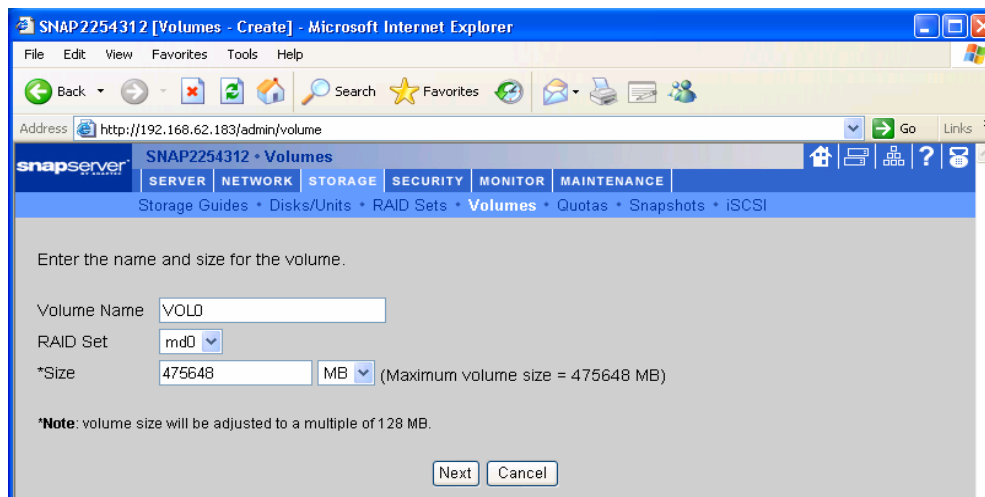 SNAP2254312 [Volumes - Create] - Microsoft Internet Explorer
File Edit View Favorites Tools Help
Back Search Favorites
Address http://192.168.62.183/admin/volume Go Links
snapserver SNAP2254312 • Volumes
BY ADAPTEC
SERVER NETWORK STORAGE SECURITY MONITOR MAINTENANCE
Storage Guides • Disks/Units • RAID Sets • Volumes • Quotas • Snapshots • iSCSI
Enter the name and size for the volume.
Volume Name VOL0
RAID Set md0
*Size 475648 MB (Maximum volume size = 475648 MB)
*Note: volume size will be adjusted to a multiple of 128 MB.
Next Cancel